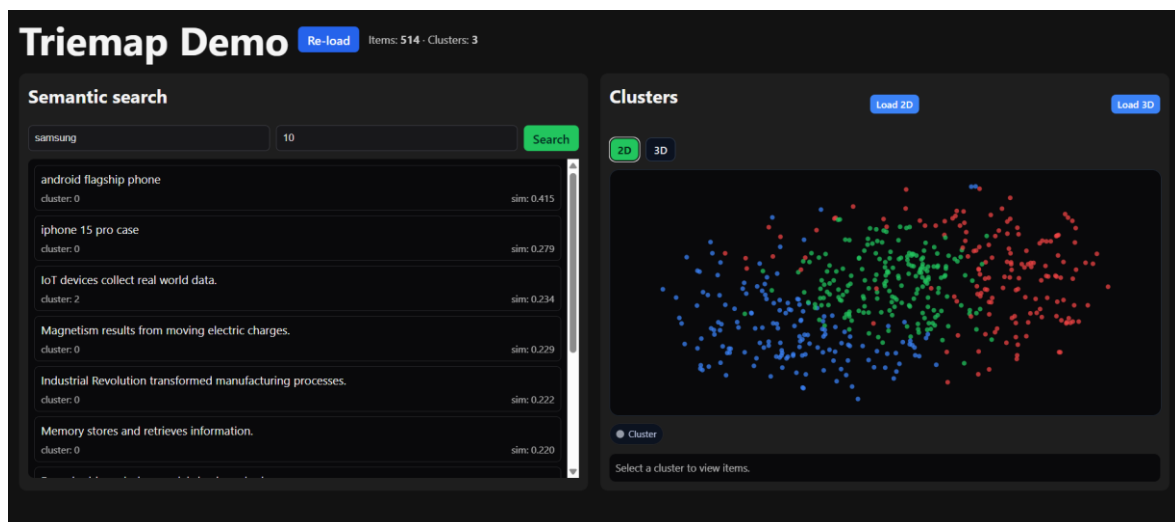 Triemap Demo Re-load Items: 514 · Clusters: 3
Semantic search
samsung 10 Search
android flagship phone
cluster: 0 sim: 0.415
iphone 15 pro case
cluster: 0 sim: 0.279
IoT devices collect real world data.
cluster: 2 sim: 0.234
Magnetism results from moving electric charges.
cluster: 0 sim: 0.229
Industrial Revolution transformed manufacturing processes.
cluster: 0 sim: 0.222
Memory stores and retrieves information.
cluster: 0 sim: 0.220
Clusters Load 2D Load 3D
2D 3D
Cluster
Select a cluster to view items.